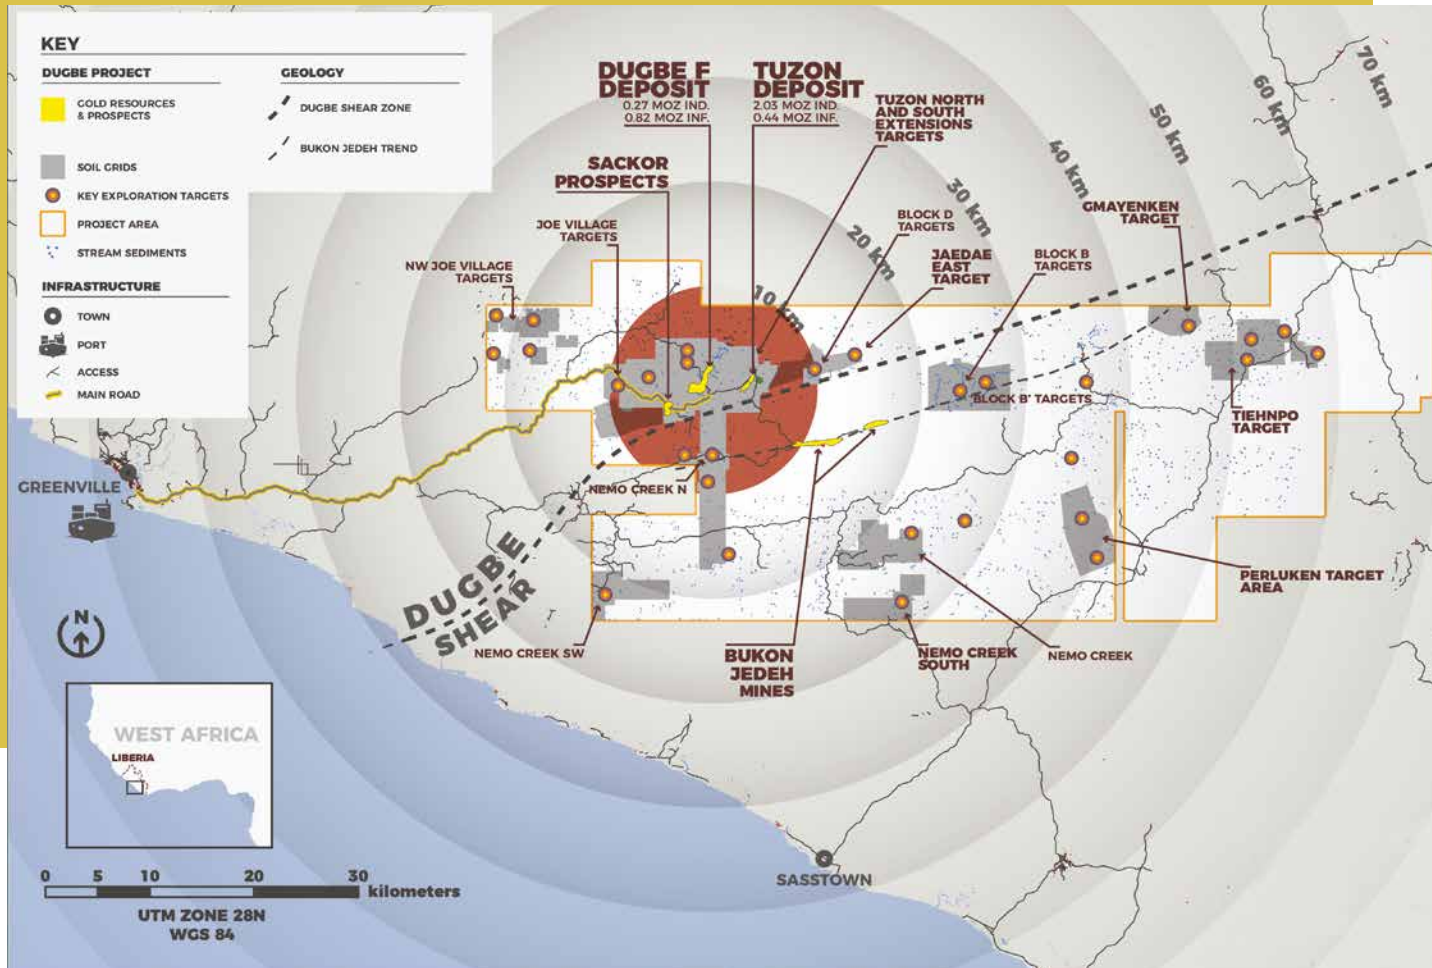 KEY
DUGBE PROJECT
GOLD RESOURCES
& PROSPECTS
SOIL GRIDS
KEY EXPLORATION TARGETS
PROJECT AREA
STREAM SEDIMENTS
INFRASTRUCTURE
TOWN
PORT
ACCESS
MAIN ROAD
GEOLOGY
DUGBE SHEAR ZONE
BUKON JEDEH TREND
DUGBE F
DEPOSIT
0.27 MOZ IND.
0.82 MOZ INF.
TUZON
DEPOSIT
2.03 MOZ IND.
0.44 MOZ INF.
TUZON NORTH
AND SOUTH
EXTENSIONS
TARGETS
SACKOR
PROSPECTS
JOE VILLAGE
TARGETS
NW JOE VILLAGE
TARGETS
BLOCK D
TARGETS
JAEDAE
EAST
TARGET
BLOCK B
TARGETS
GMAYENKEN
TARGET
10 km
20 km
30 km
40 km
50 km
60 km
70 km
BLOCK B' TARGETS
TIEHNPO
TARGET
GREENVILLE
NEMO CREEK N
DUGBE
SHEAR
NEMO CREEK SW
BUKON
JEDEH
MINES
NEMO CREEK
SOUTH
NEMO CREEK
PERLUKEN TARGET
AREA
N
WEST AFRICA
LIBERIA
SASSTOWN
0 5 10 20 30
kilometers
UTM ZONE 28N
WGS 84